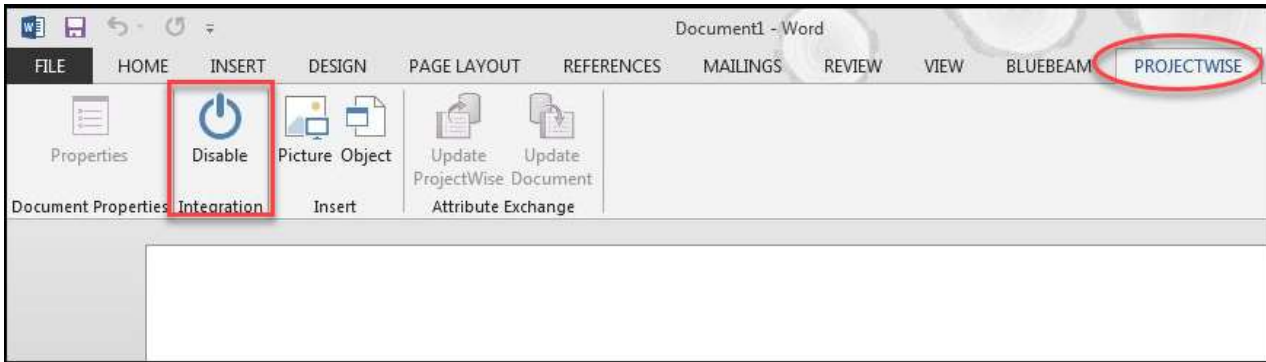 Document1 - Word
FILE HOME INSERT DESIGN PAGE LAYOUT REFERENCES MAILINGS REVIEW VIEW BLUEBEAM PROJECTWISE
Properties Disable Picture Object Update Update
ProjectWise Document
Document Properties Integration Insert Attribute Exchange